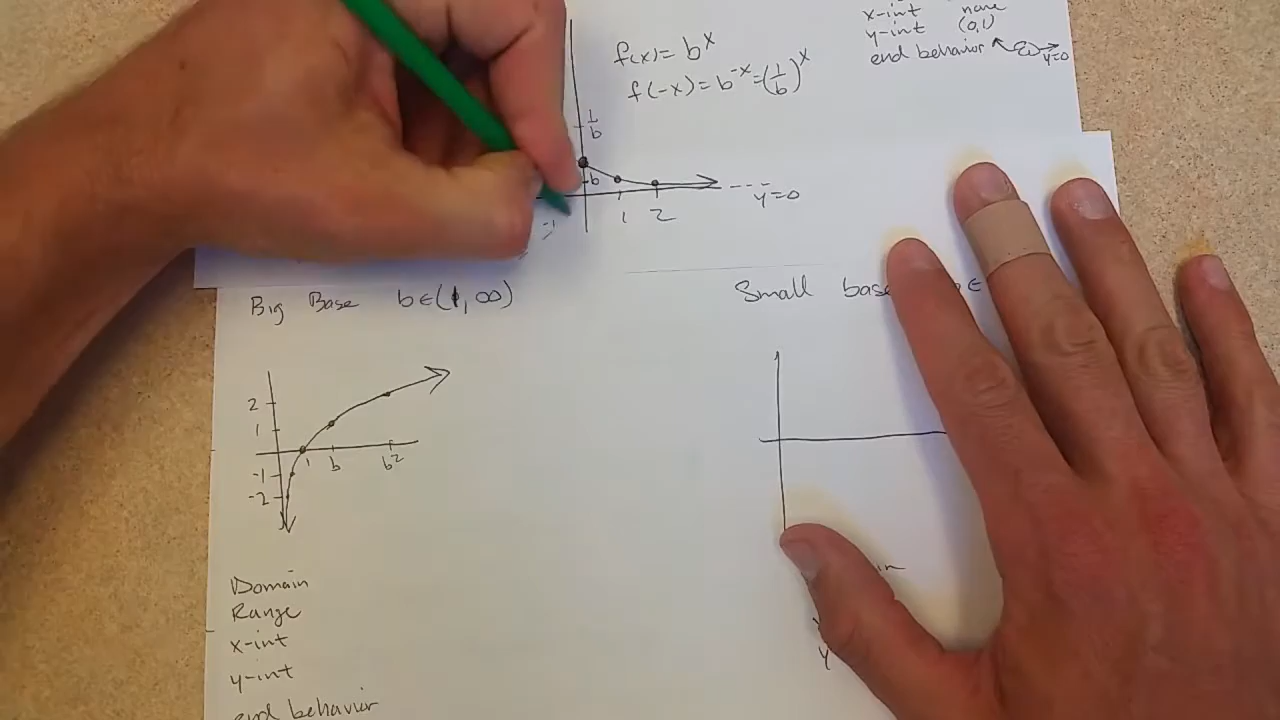 x-int none
y-int (0,1)
end behavior y=0
f(x)= b^x
f(-x)= b^-x=(1/b)^x
1/b
b
y=0
-1 1 2
Big Base b∈(1,∞)
Small base b∈
2
1
1 b b²
-1
-2
Domain
Range
x-int
y-int
end behavior